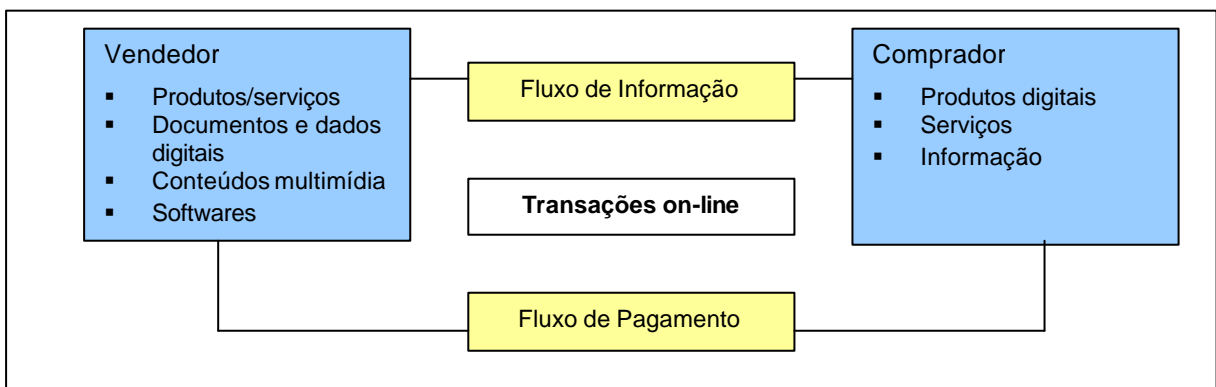 Vendedor
▪ Produtos/serviços
▪ Documentos e dados
digitais
▪ Conteúdos multimídia
▪ Softwares
Fluxo de Informação
Transações on-line
Fluxo de Pagamento
Comprador
▪ Produtos digitais
▪ Serviços
▪ Informação